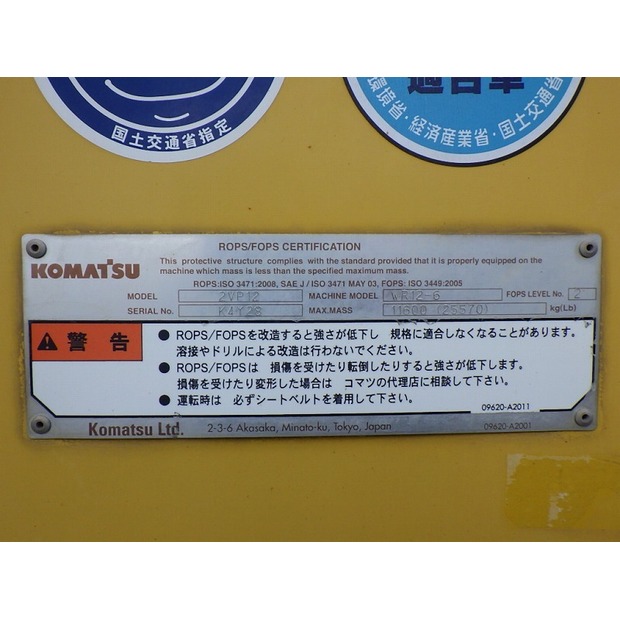 国土交通省指定
適合車
環境省・経済産業省・国土交通省
ROPS/FOPS CERTIFICATION
KOMATSU
This protective structure complies with the standard provided that it is properly equipped on the
machine which mass is less than the specified maximum mass.
ROPS:ISO 3471:2008, SAE J / ISO 3471 MAY 03, FOPS: ISO 3449:2005
MODEL 2VP12 MACHINE MODEL WR12-6 FOPS LEVEL No. 2
SERIAL No. MAX.MASS 11600 (25570) kg(Lb)
警告
● ROPS/FOPSを改造すると強さが低下し 規格に適合しなくなることがあります。
溶接やドリルによる改造は行わないでください。
● ROPS/FOPSは 損傷を受けたり転倒したりすると強さが低下します。
損傷を受けたり変形した場合は コマツの代理店に相談して下さい。
● 運転時は 必ずシートベルトを着用して下さい。
09620-A2011
Komatsu Ltd. 2-3-6 Akasaka, Minato-ku, Tokyo, Japan 09620-A2001